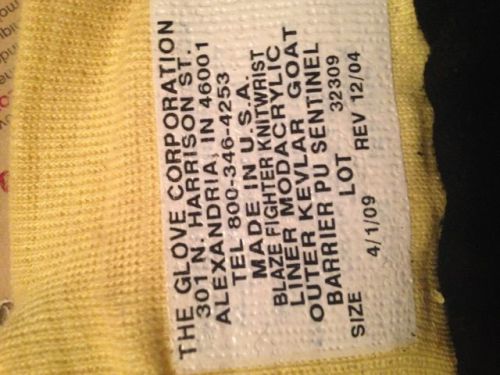 THE GLOVE CORPORATION
301 N. HARRISON ST.
ALEXANDRIA, IN 46001
TEL 800-346-4253
MADE IN U.S.A.
BLAZE FIGHTER KNITWRIST
LINER MODACRYLIC
OUTER KEVLAR GOAT
BARRIER PU SENTINEL
SIZE LOT 32309
4/1/09 REV 12/04